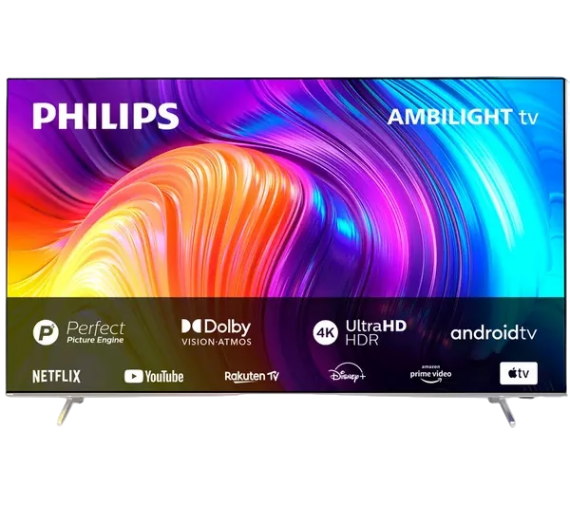 PHILIPS
AMBILIGHT tv
P5 Perfect
Picture Engine
Dolby
VISION·ATMOS
4K UltraHD
HDR
androidtv
NETFLIX
YouTube
Rakuten TV
Disney+
amazon
prime video
tv